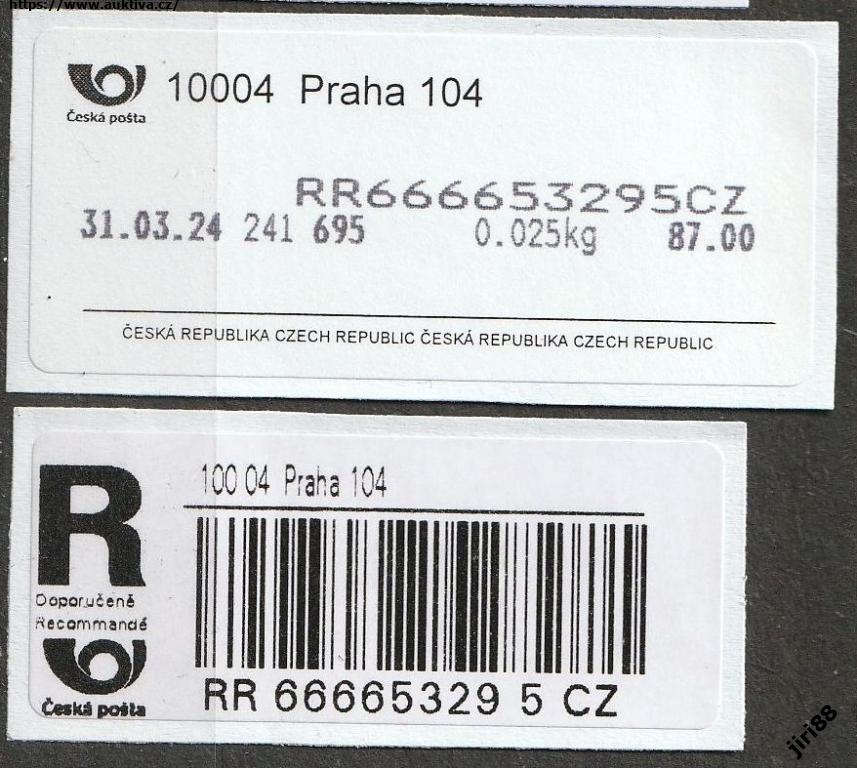 https://www.auktiva.cz/
10004 Praha 104
Česká pošta
RR666653295CZ
31.03.24 241 695 0.025kg 87.00
ČESKÁ REPUBLIKA CZECH REPUBLIC ČESKÁ REPUBLIKA CZECH REPUBLIC
R
100 04 Praha 104
Doporučeně
Recommandé
Česká pošta
RR 66665329 5 CZ
jiri88